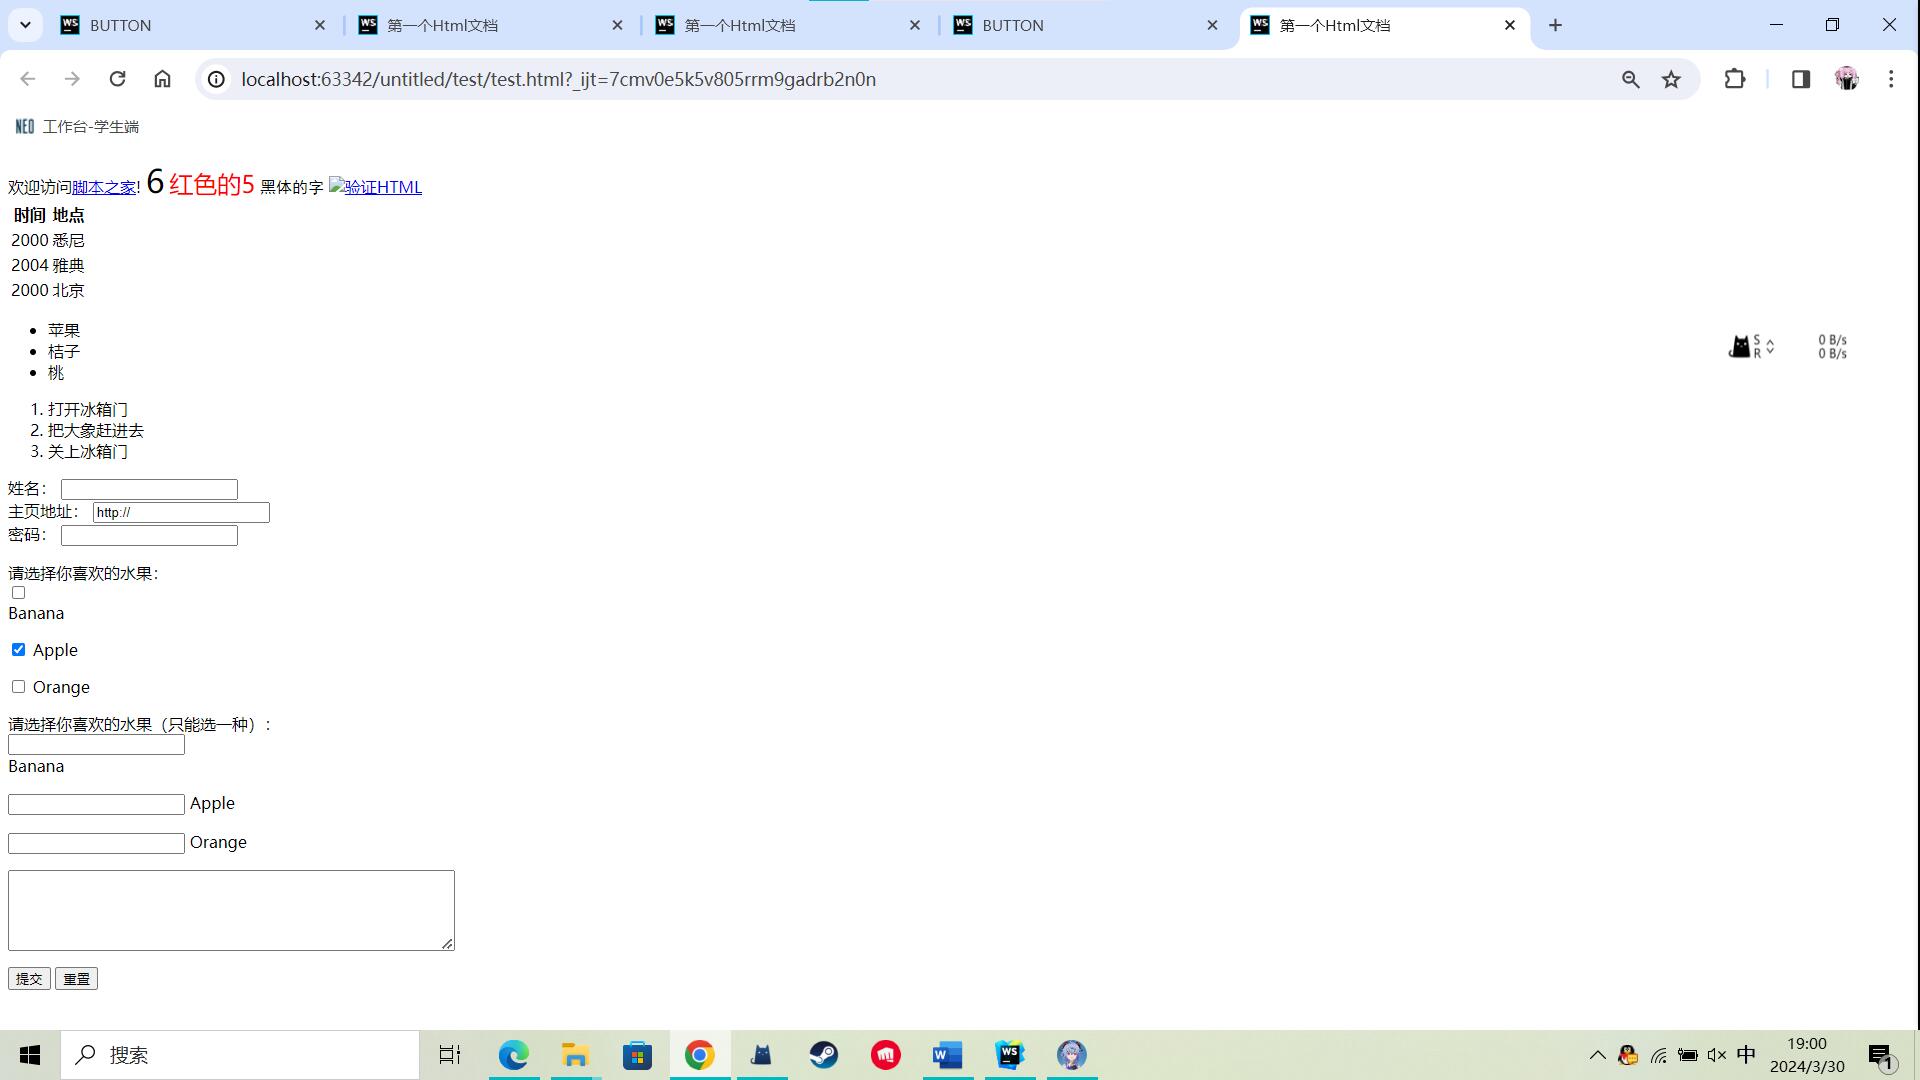 BUTTON
第一个Html文档
第一个Html文档
BUTTON
第一个Html文档
localhost:63342/untitled/test/test.html?_ijt=7cmv0e5k5v805rrm9gadrb2n0n
NEO 工作台-学生端
欢迎访问脚本之家! 6 红色的5 黑体的字 验证HTML
时间 地点
2000 悉尼
2004 雅典
2000 北京
• 苹果
• 桔子
• 桃
S 0 B/s
R 0 B/s
1. 打开冰箱门
2. 把大象赶进去
3. 关上冰箱门
姓名：
主页地址： http://
密码：
请选择你喜欢的水果：
Banana
Apple
Orange
请选择你喜欢的水果（只能选一种）：
Banana
Apple
Orange
提交 重置
搜索
中
19:00
2024/3/30
1